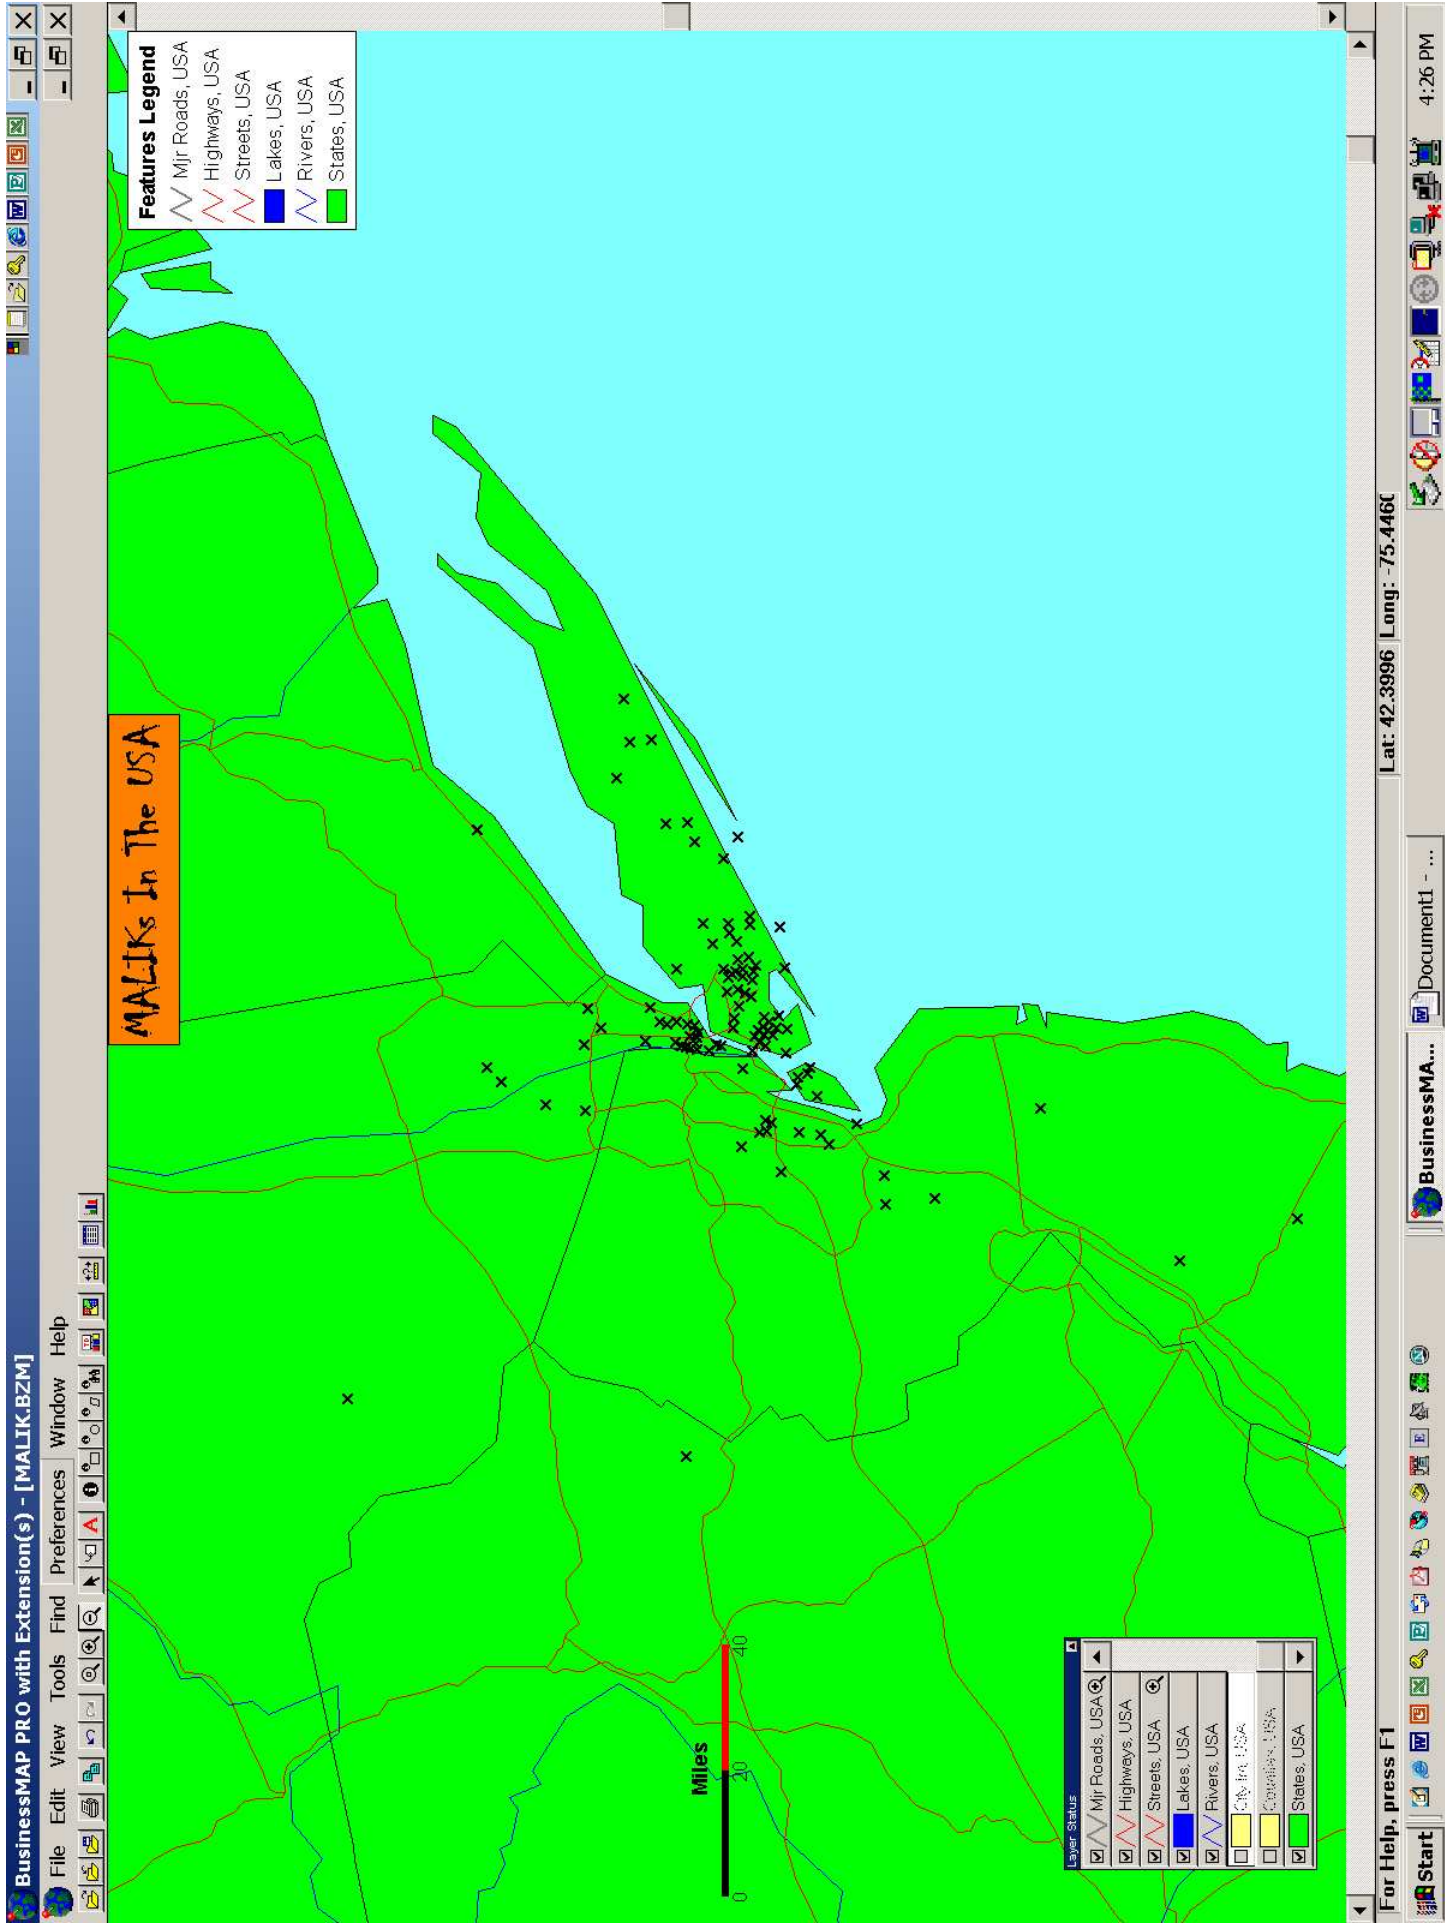 BusinessMAP PRO with Extension(s) - [MALIK.BZM]
File Edit View Tools Find Preferences Window Help
MALIKs In The USA
Features Legend
Mjr Roads, USA
Highways, USA
Streets, USA
Lakes, USA
Rivers, USA
States, USA
Miles
0 20 40
Layer Status
Mjr Roads, USA
Highways, USA
Streets, USA
Lakes, USA
Rivers, USA
States, USA
For Help, press F1
Lat: 42.3996 Long: -75.4460
Start
BusinessMA...
Document1 - ...
4:26 PM